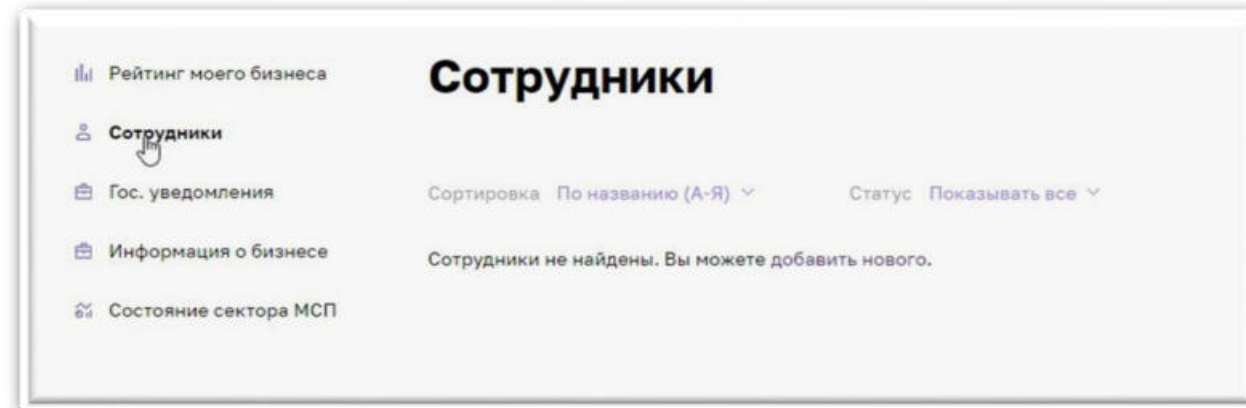 Рейтинг моего бизнеса
Сотрудники
Гос. уведомления
Информация о бизнесе
Состояние сектора МСП
Сотрудники
Сортировка По названию (А-Я) Статус Показывать все
Сотрудники не найдены. Вы можете добавить нового.